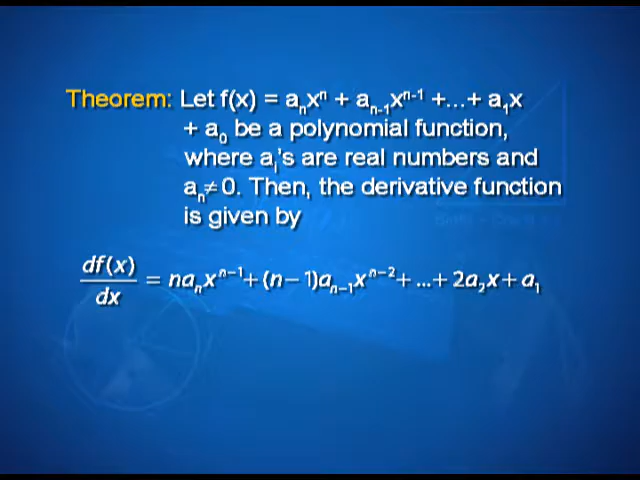 Theorem: Let f(x) = aₙxⁿ + aₙ₋₁xⁿ⁻¹ +...+ a₁x
+ a₀ be a polynomial function,
where aᵢ's are real numbers and
aₙ≠ 0. Then, the derivative function
is given by
df(x)/dx = naₙxⁿ⁻¹+(n−1)aₙ₋₁xⁿ⁻²+ ...+ 2a₂x+ a₁